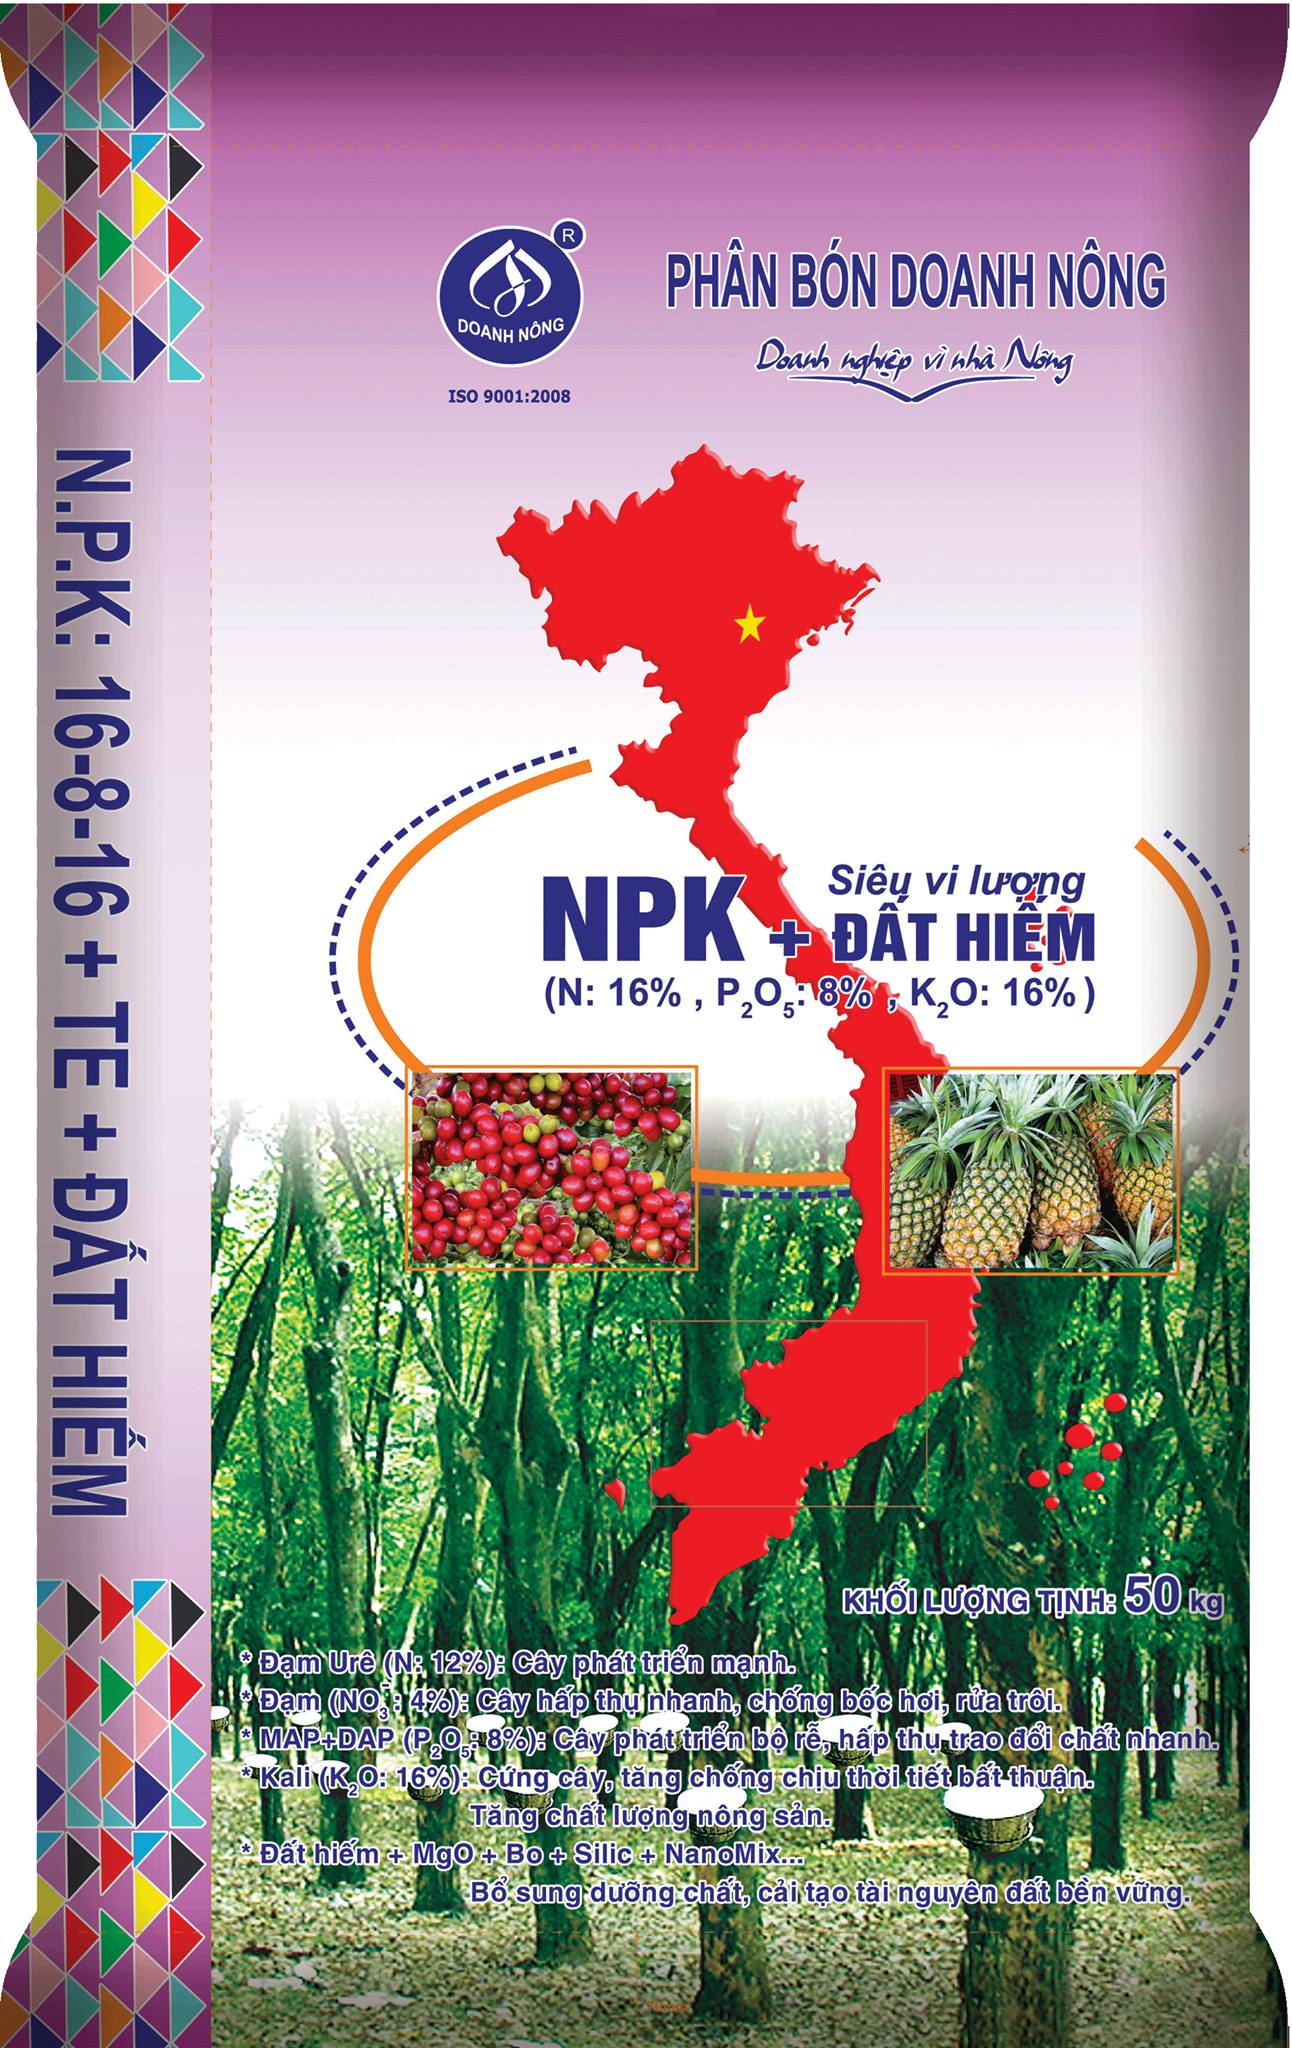 R
DOANH NÔNG
ISO 9001:2008
PHÂN BÓN DOANH NÔNG
Doanh nghiệp vì nhà Nông
N.P.K: 16-8-16 + TE + ĐẤT HIẾM
Siêu vi lượng
NPK + ĐẤT HIẾM
(N: 16% , P2O5: 8% , K2O: 16%)
KHỐI LƯỢNG TỊNH: 50 kg
* Đạm Urê (N: 12%): Cây phát triển mạnh.
* Đạm (NO3-: 4%): Cây hấp thụ nhanh, chống bốc hơi, rửa trôi.
* MAP+DAP (P2O5: 8%): Cây phát triển bộ rễ, hấp thụ trao đổi chất nhanh.
* Kali (K2O: 16%): Cứng cây, tăng chống chịu thời tiết bất thuận.
Tăng chất lượng nông sản.
* Đất hiếm + MgO + Bo + Silic + NanoMix...
Bổ sung dưỡng chất, cải tạo tài nguyên đất bền vững.